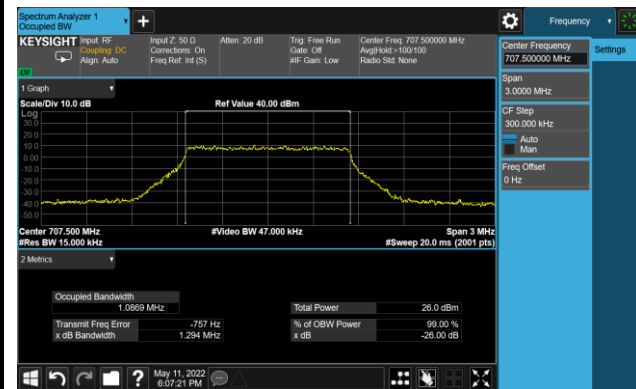 Spectrum Analyzer 1
Occupied BW
Frequency
KEYSIGHT
Input: RF
Coupling: DC
Align: Auto
Input Z: 50 Ω
Corrections: On
Freq Ref: Int (S)
Atten: 20 dB
Trig: Free Run
Gate: Off
#IF Gain: Low
Center Freq: 707.500000 MHz
Avg|Hold:>100/100
Radio Std: None
Center Frequency
707.500000 MHz
Settings
Span
3.0000 MHz
CF Step
300.000 kHz
Auto
Man
Freq Offset
0 Hz
1 Graph
Scale/Div 10.0 dB
Ref Value 40.00 dBm
Log
30.0
20.0
10.0
0.00
-10.0
-20.0
-30.0
-40.0
-50.0
Center 707.500 MHz
#Video BW 47.000 kHz
Span 3 MHz
#Res BW 15.000 kHz
#Sweep 20.0 ms (2001 pts)
2 Metrics
Occupied Bandwidth
1.0869 MHz
Total Power 26.0 dBm
Transmit Freq Error -757 Hz
% of OBW Power 99.00 %
x dB Bandwidth 1.294 MHz
x dB -26.00 dB
?
May 11, 2022
6:07:21 PM